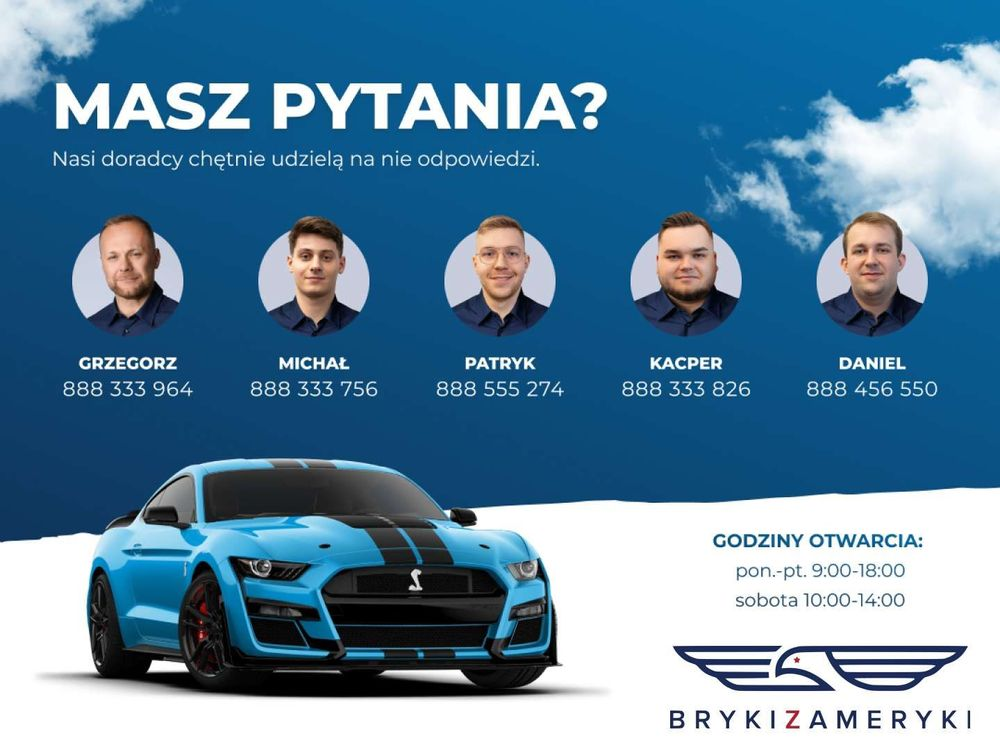 MASZ PYTANIA?
Nasi doradcy chętnie udzielą na nie odpowiedzi.
GRZEGORZ
888 333 964
MICHAŁ
888 333 756
PATRYK
888 555 274
KACPER
888 333 826
DANIEL
888 456 550
GODZINY OTWARCIA:
pon.-pt. 9:00-18:00
sobota 10:00-14:00
BRYKIZAMERYKI